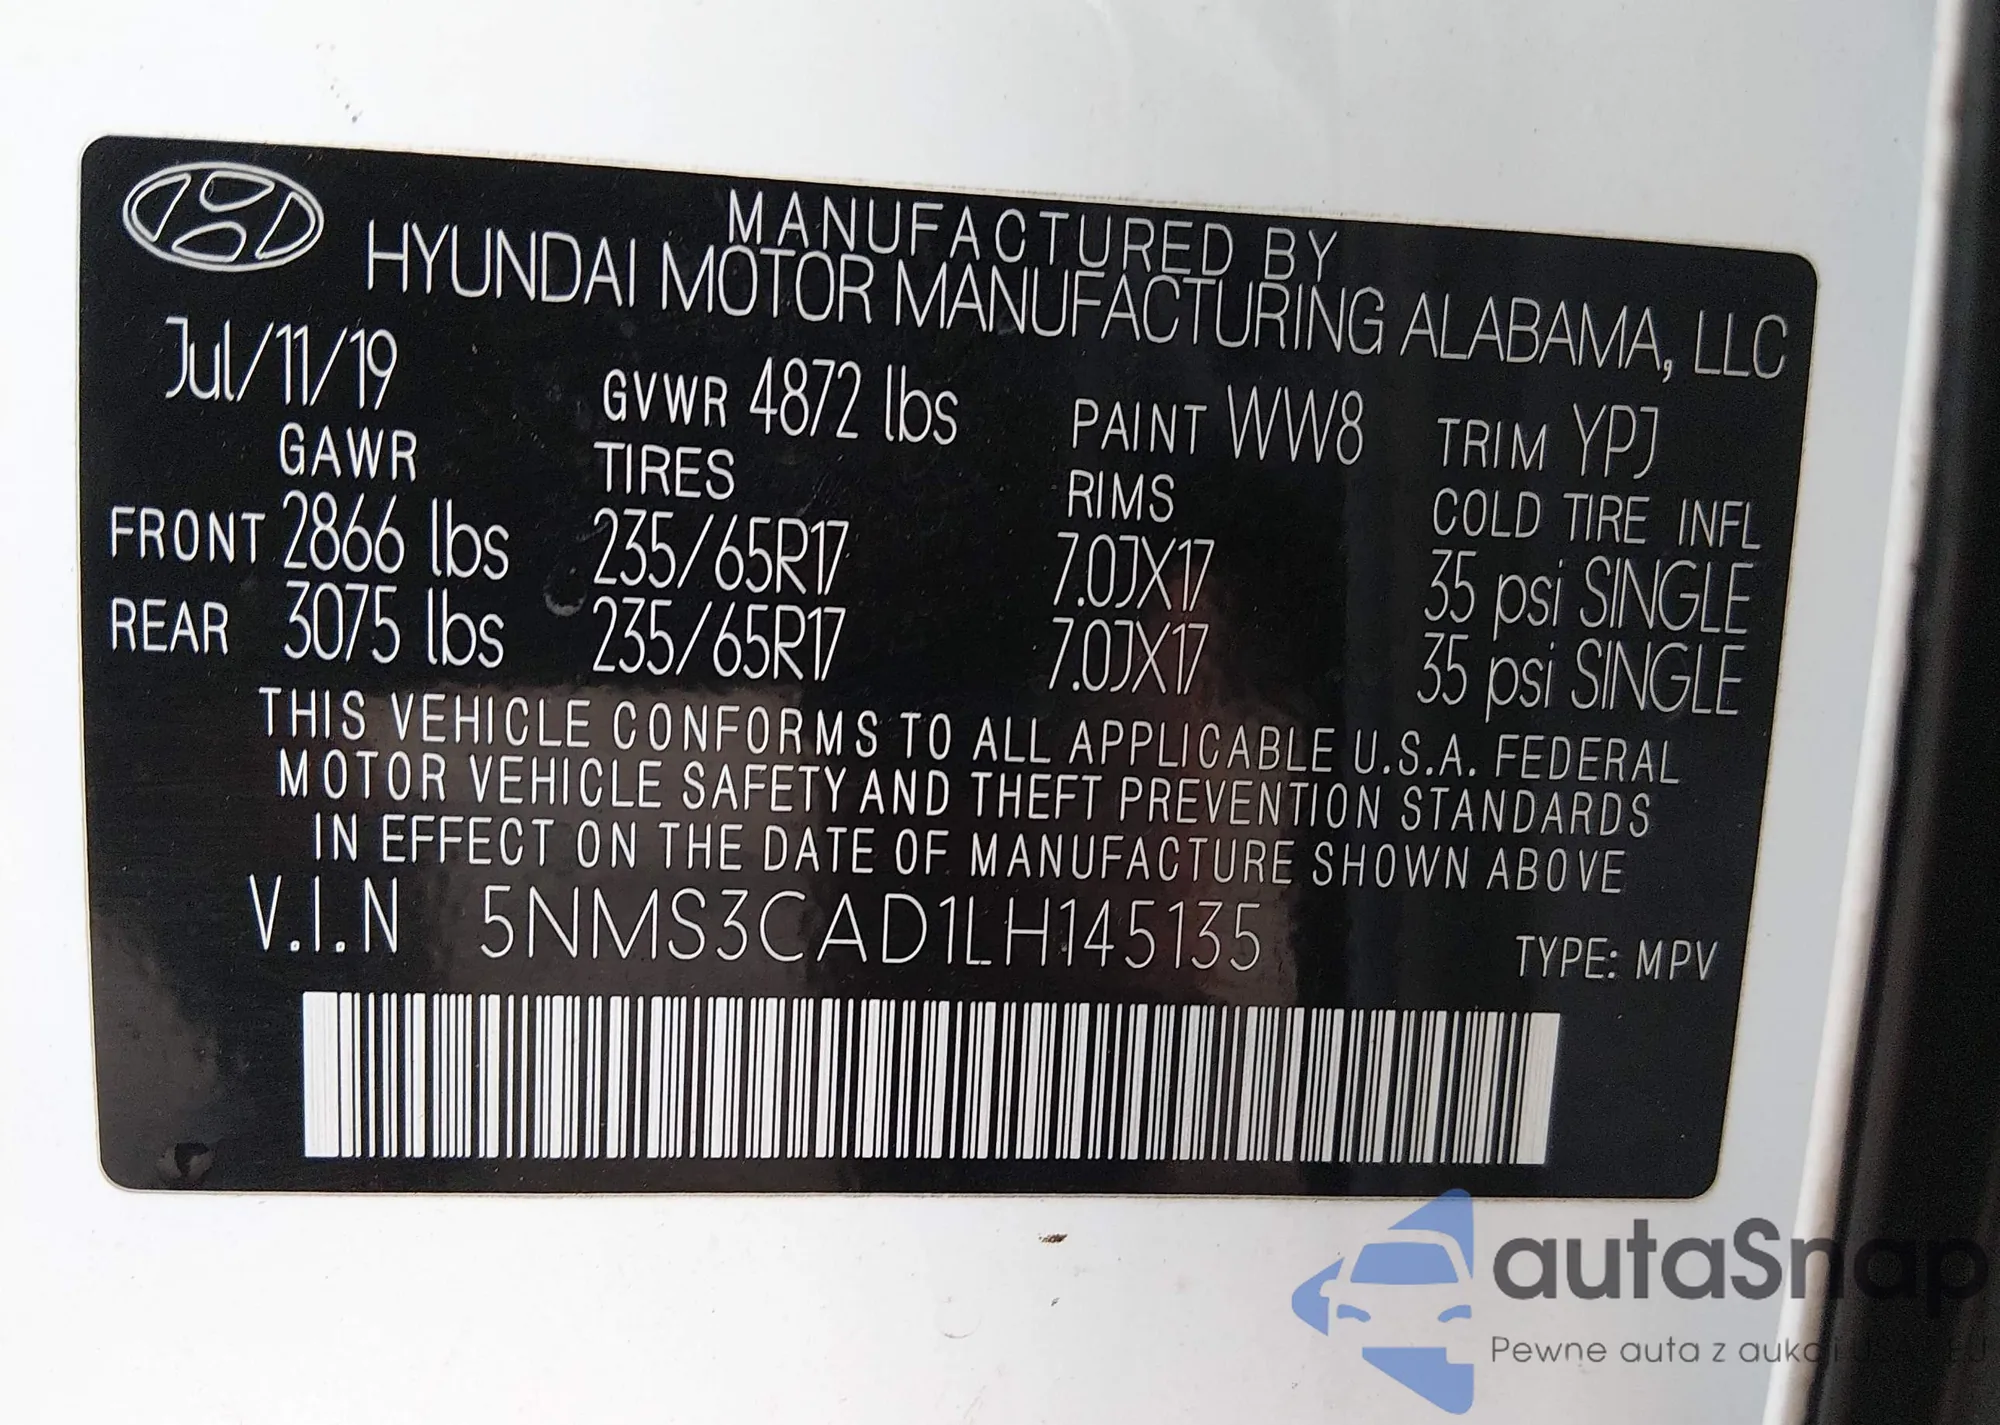 MANUFACTURED BY
HYUNDAI MOTOR MANUFACTURING ALABAMA, LLC
Jul/11/19 GVWR 4872 lbs PAINT WW8 TRIM YPJ
GAWR TIRES RIMS COLD TIRE INFL
FRONT 2866 lbs 235/65R17 7.0JX17 35 psi SINGLE
REAR 3075 lbs 235/65R17 7.0JX17 35 psi SINGLE
THIS VEHICLE CONFORMS TO ALL APPLICABLE U.S.A. FEDERAL
MOTOR VEHICLE SAFETY AND THEFT PREVENTION STANDARDS
IN EFFECT ON THE DATE OF MANUFACTURE SHOWN ABOVE
V.I.N 5NMS3CAD1LH145135 TYPE: MPV
autaSnap
Pewne auta z aukcji USA i EU